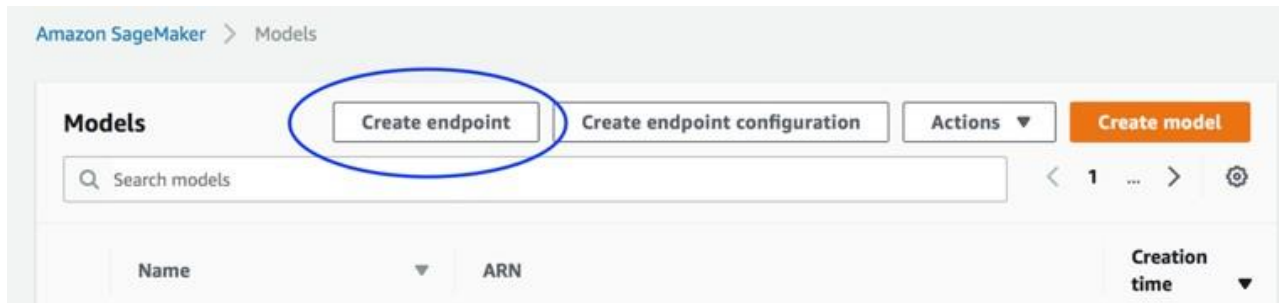 Amazon SageMaker > Models
Models Create endpoint Create endpoint configuration Actions ▼ Create model
Search models < 1 ... >
Name ▼ ARN Creation time ▼